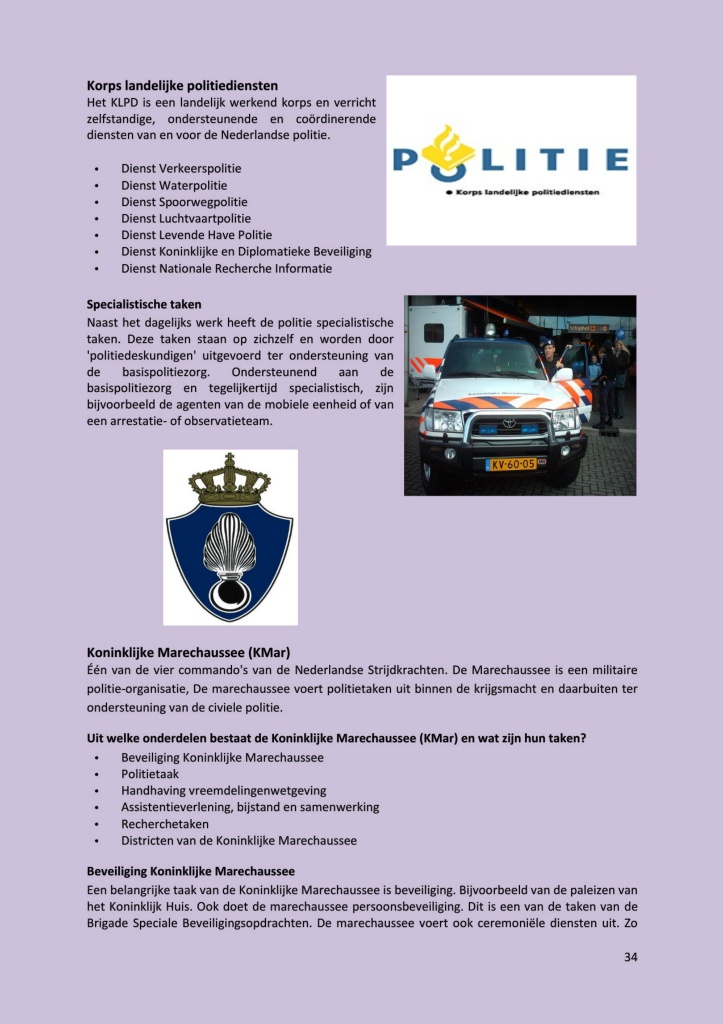 Korps landelijke politiediensten
Het KLPD is een landelijk werkend korps en verricht
zelfstandige, ondersteunende en coördinerende
diensten van en voor de Nederlandse politie.
• Dienst Verkeerspolitie
• Dienst Waterpolitie
• Dienst Spoorwegpolitie
• Dienst Luchtvaartpolitie
• Dienst Levende Have Politie
• Dienst Koninklijke en Diplomatieke Beveiliging
• Dienst Nationale Recherche Informatie
POLITIE
• Korps landelijke politiediensten
Specialistische taken
Naast het dagelijks werk heeft de politie specialistische
taken. Deze taken staan op zichzelf en worden door
'politiedeskundigen' uitgevoerd ter ondersteuning van
de basispolitiezorg. Ondersteunend aan de
basispolitiezorg en tegelijkertijd specialistisch, zijn
bijvoorbeeld de agenten van de mobiele eenheid of van
een arrestatie- of observatieteam.
Schiphol
KV-60-05
Koninklijke Marechaussee (KMar)
Één van de vier commando's van de Nederlandse Strijdkrachten. De Marechaussee is een militaire
politie-organisatie, De marechaussee voert politietaken uit binnen de krijgsmacht en daarbuiten ter
ondersteuning van de civiele politie.
Uit welke onderdelen bestaat de Koninklijke Marechaussee (KMar) en wat zijn hun taken?
• Beveiliging Koninklijke Marechaussee
• Politietaak
• Handhaving vreemdelingenwetgeving
• Assistentieverlening, bijstand en samenwerking
• Recherchetaken
• Districten van de Koninklijke Marechaussee
Beveiliging Koninklijke Marechaussee
Een belangrijke taak van de Koninklijke Marechaussee is beveiliging. Bijvoorbeeld van de paleizen van
het Koninklijk Huis. Ook doet de marechaussee persoonsbeveiliging. Dit is een van de taken van de
Brigade Speciale Beveiligingsopdrachten. De marechaussee voert ook ceremoniële diensten uit. Zo
34